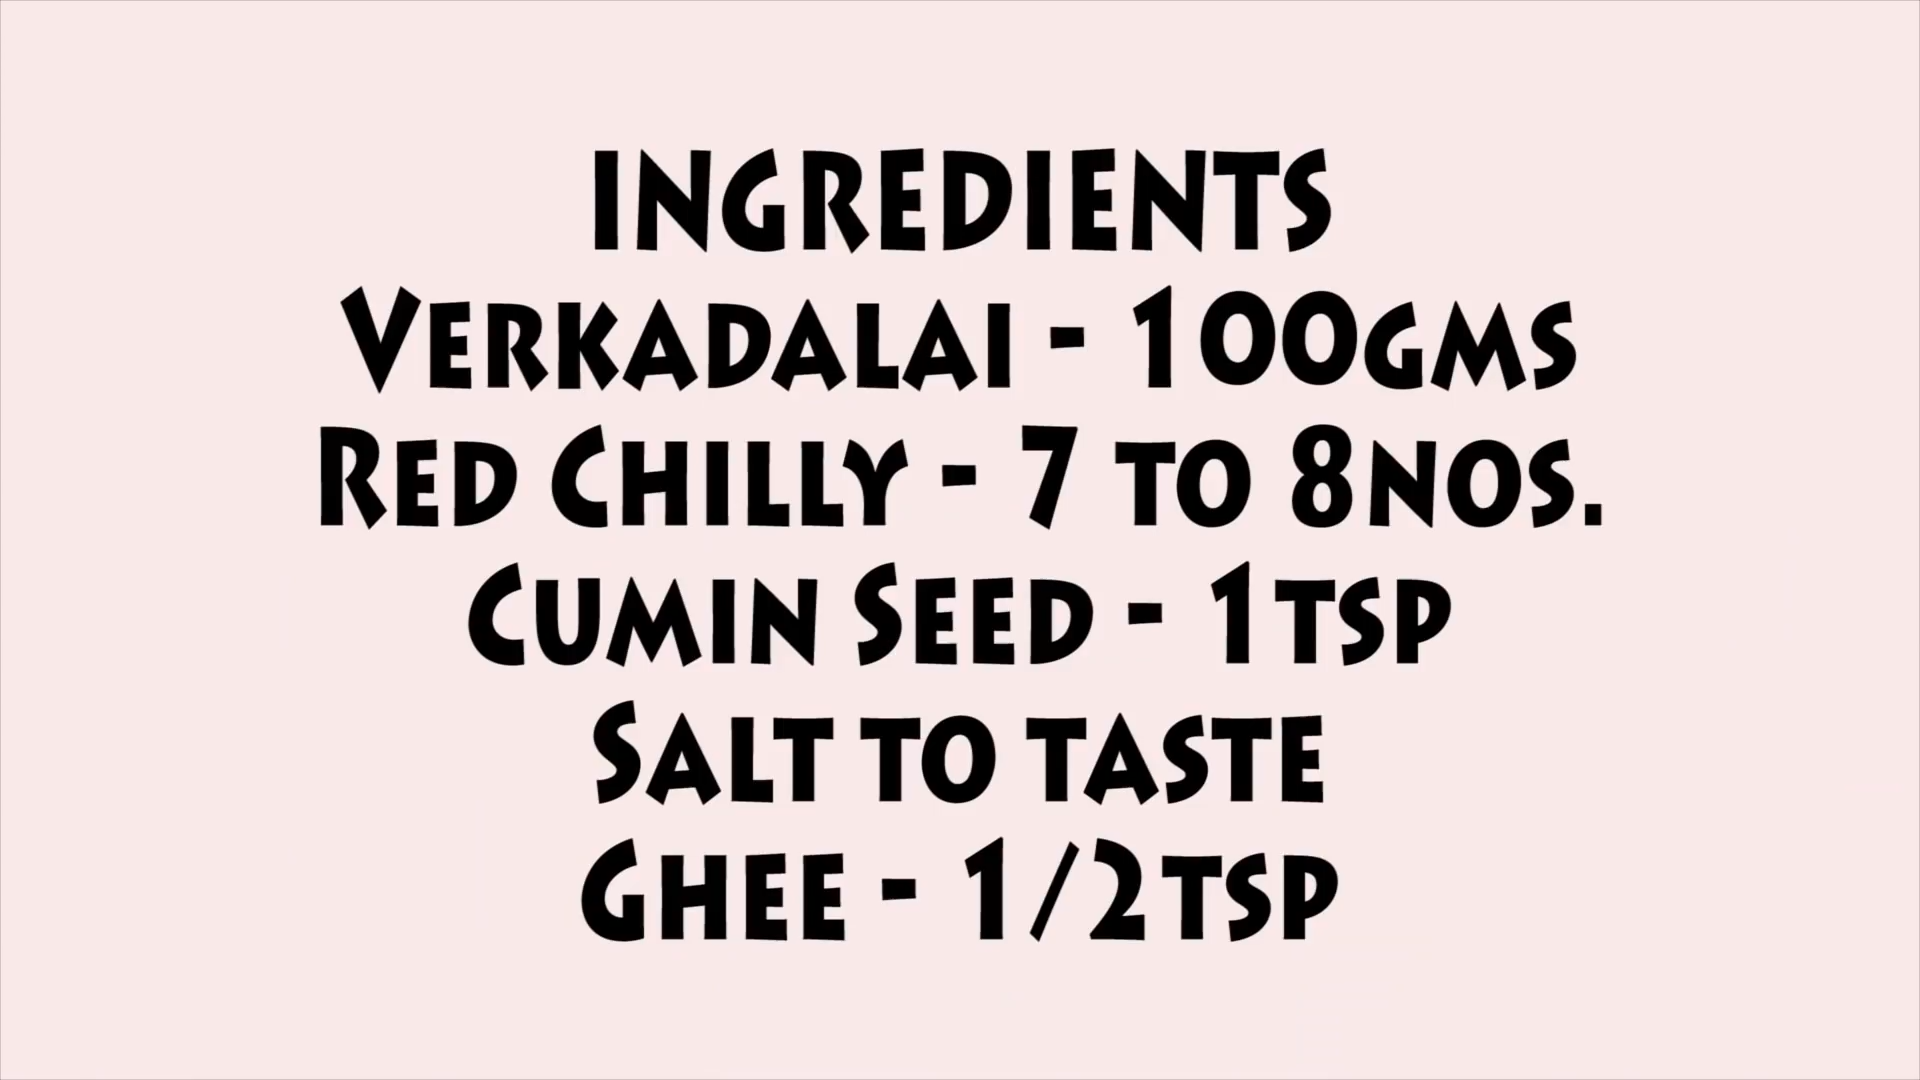 INGREDIENTS
VERKADALAI - 100GMS
RED CHILLY - 7 TO 8NOS.
CUMIN SEED - 1TSP
SALT TO TASTE
GHEE - 1/2TSP